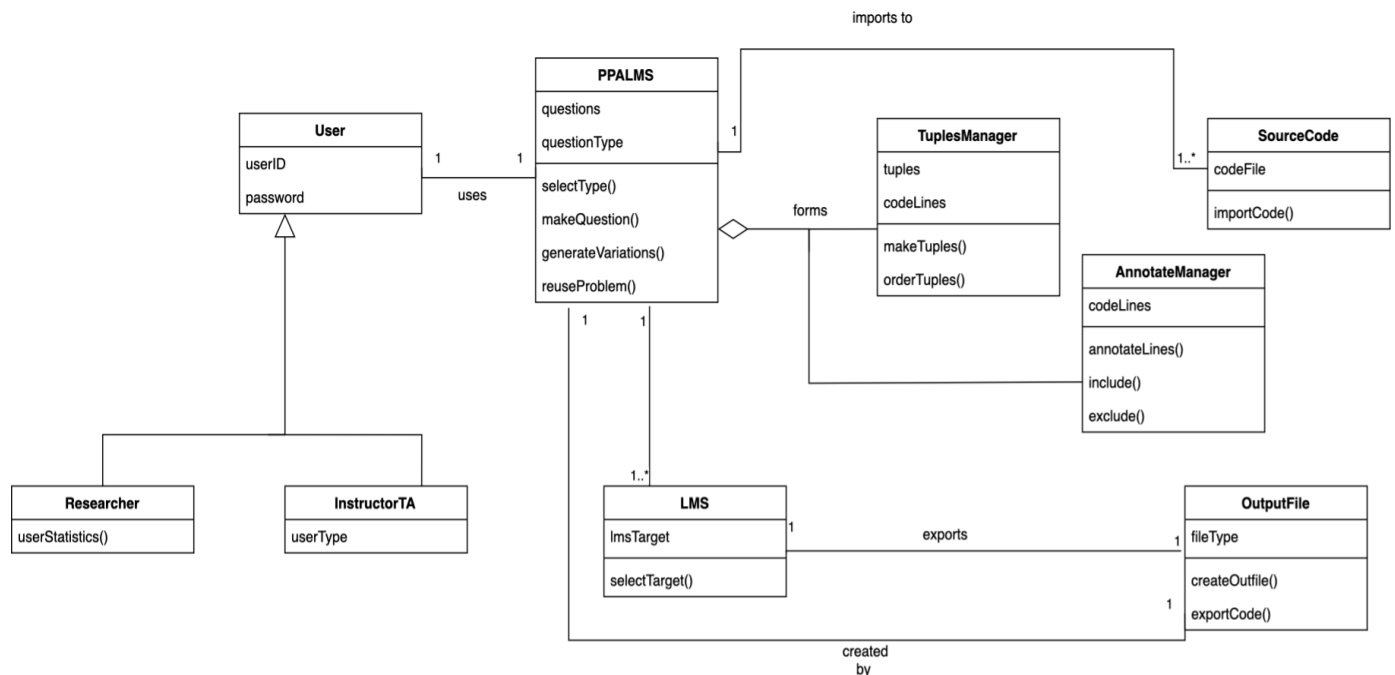 imports to
PPALMS
questions
questionType
selectType()
makeQuestion()
generateVariations()
reuseProblem()
User
userID
password
1
1
uses
1
1..*
TuplesManager
tuples
codeLines
makeTuples()
orderTuples()
SourceCode
codeFile
importCode()
forms
AnnotateManager
codeLines
annotateLines()
include()
exclude()
1
1
1..*
Researcher
userStatistics()
InstructorTA
userType
LMS
lmsTarget
selectTarget()
1
exports
1
OutputFile
fileType
createOutfile()
exportCode()
1
created
by